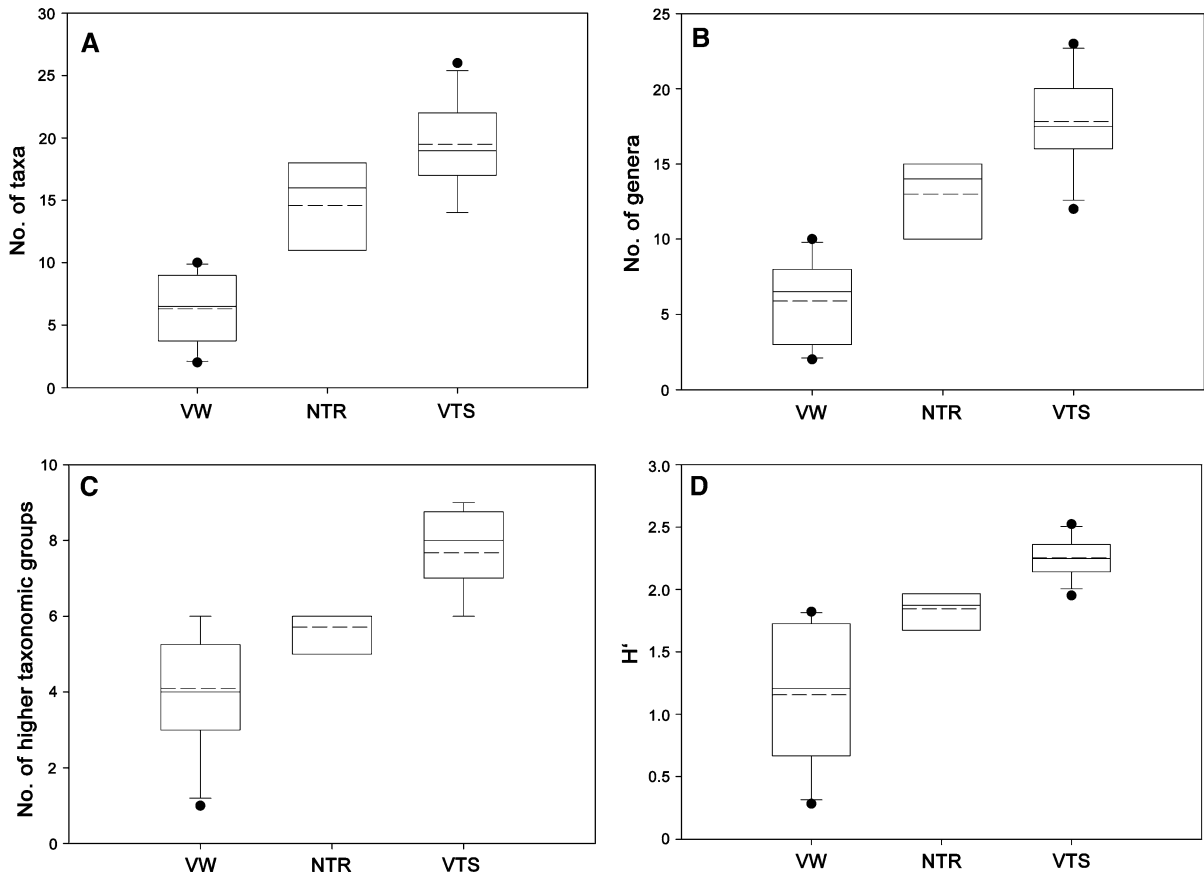 A
No. of taxa
30
25
20
15
10
5
0
VW NTR VTS
B
No. of genera
25
20
15
10
5
0
VW NTR VTS
C
No. of higher taxonomic groups
10
8
6
4
2
0
VW NTR VTS
D
H‘
3.0
2.5
2.0
1.5
1.0
0.5
0
VW NTR VTS